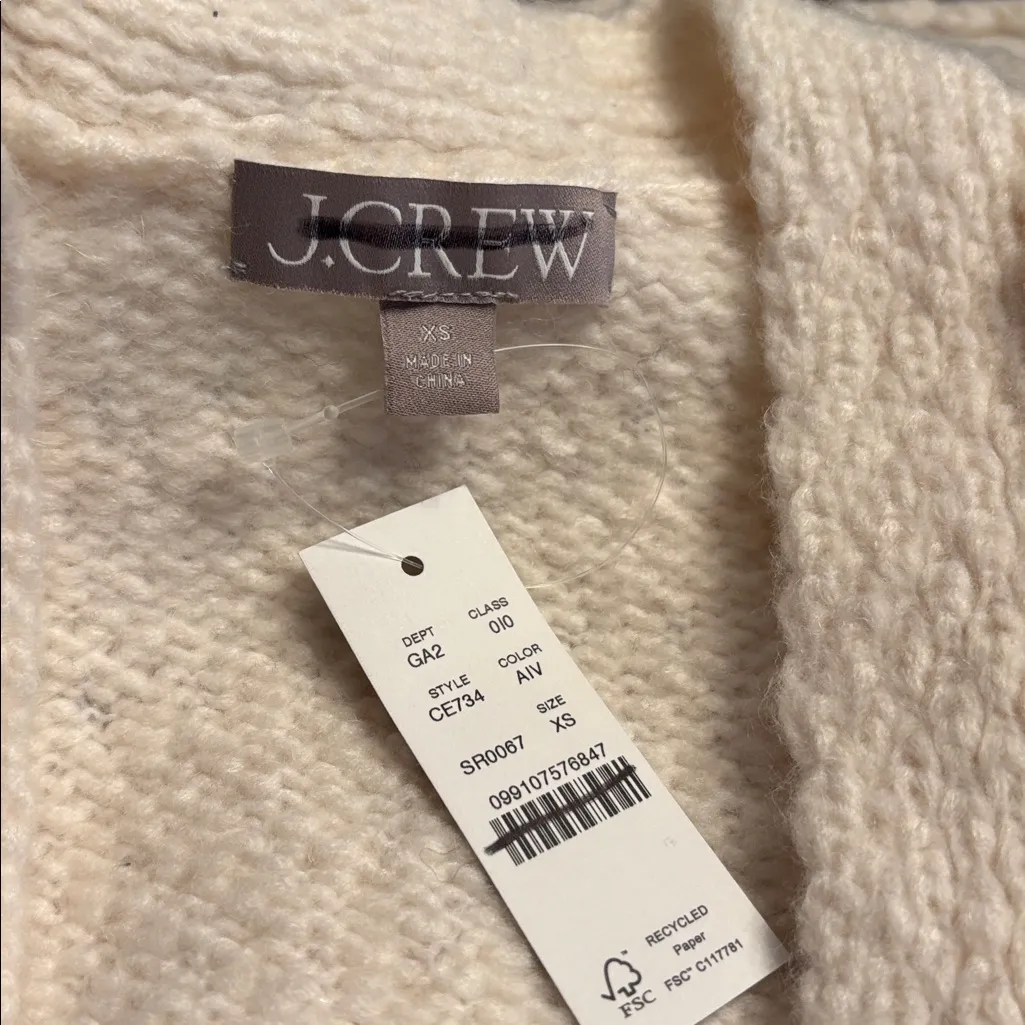 J.CREW
XS
MADE IN
CHINA
DEPT CLASS
GA2 010
STYLE COLOR
CE734 AIV
SIZE
SR0067 XS
099107576847
RECYCLED
Paper
FSC™ C117781
FSC